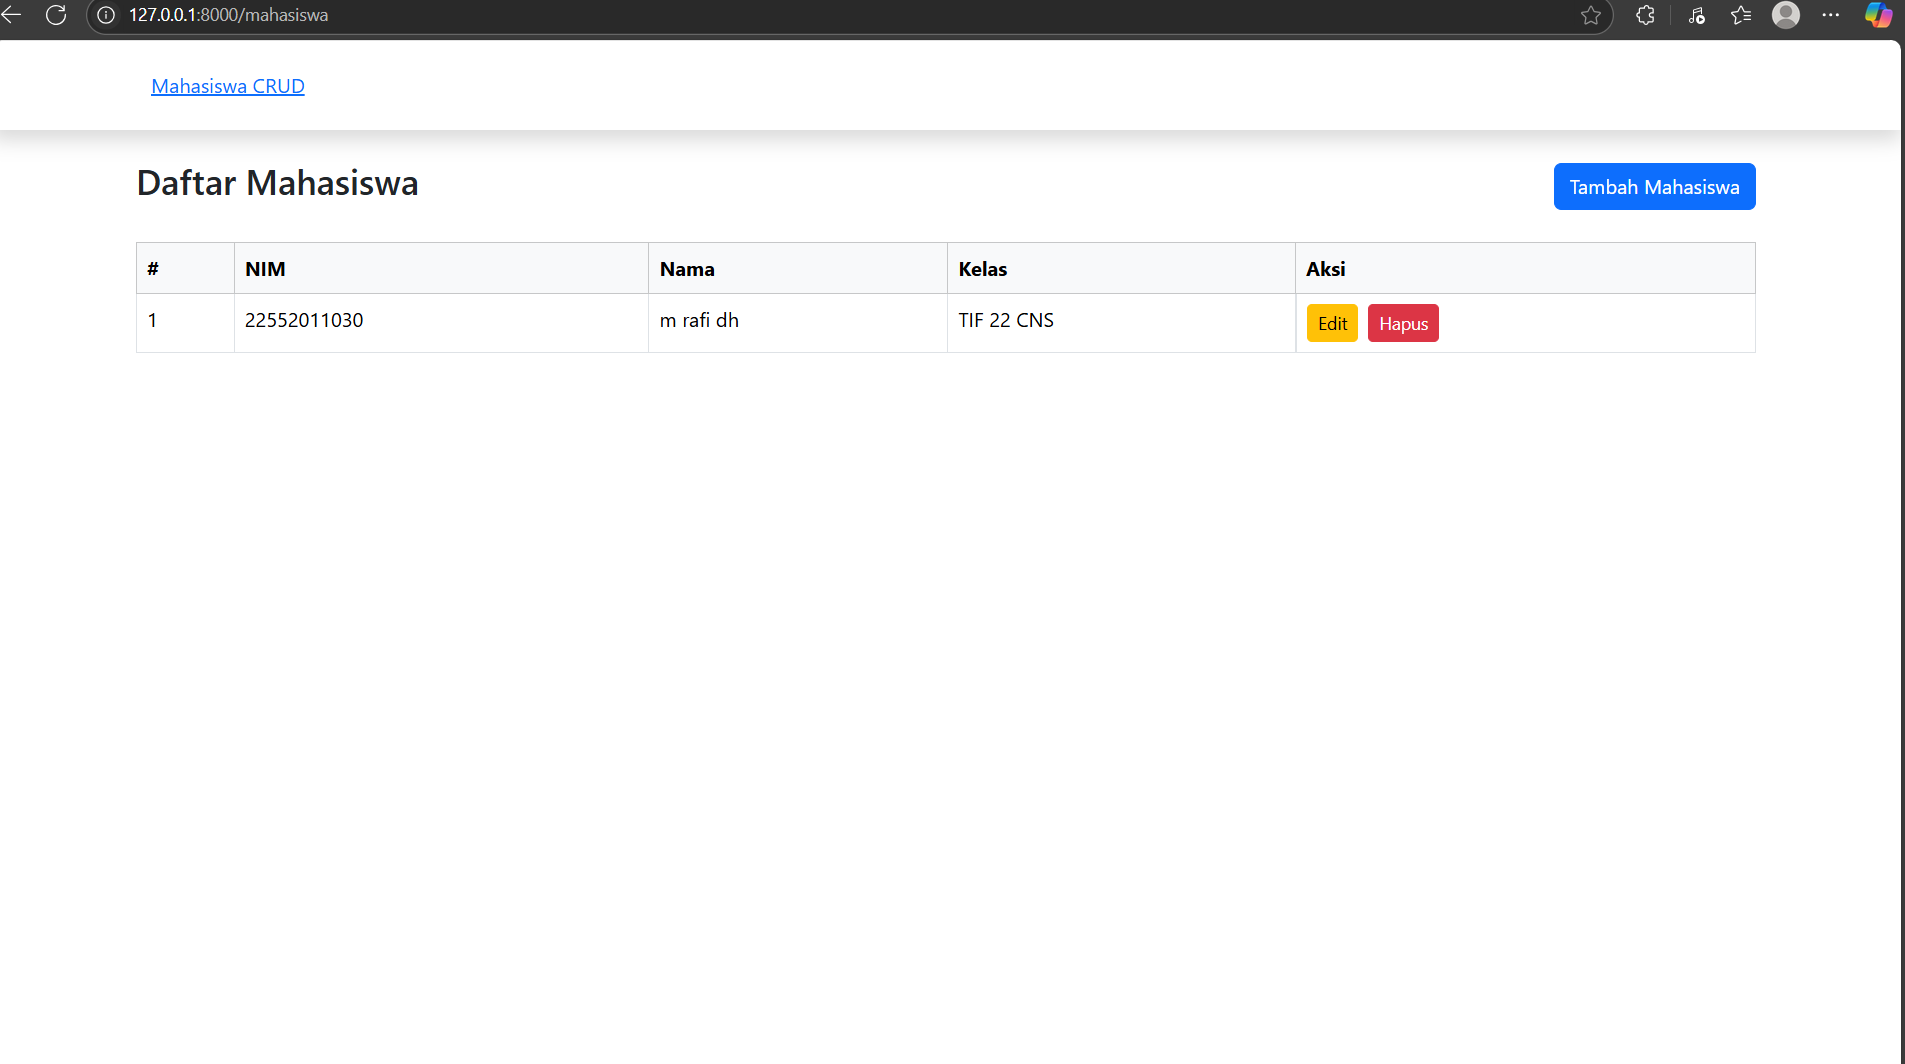 127.0.0.1:8000/mahasiswa
Mahasiswa CRUD
Daftar Mahasiswa
Tambah Mahasiswa
# NIM Nama Kelas Aksi
1 22552011030 m rafi dh TIF 22 CNS Edit Hapus